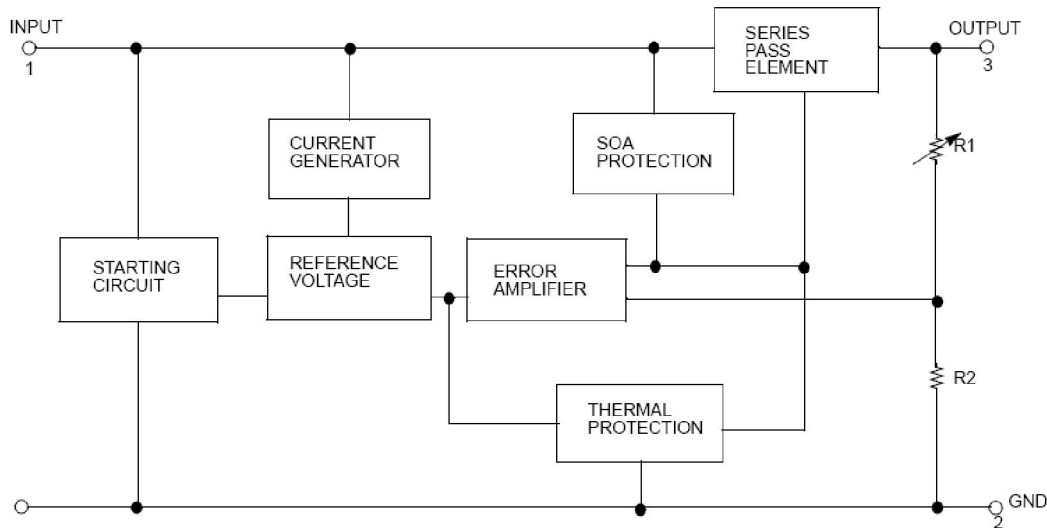 INPUT
1
SERIES
PASS
ELEMENT
OUTPUT
3
CURRENT
GENERATOR
SOA
PROTECTION
R1
STARTING
CIRCUIT
REFERENCE
VOLTAGE
ERROR
AMPLIFIER
R2
THERMAL
PROTECTION
GND
2